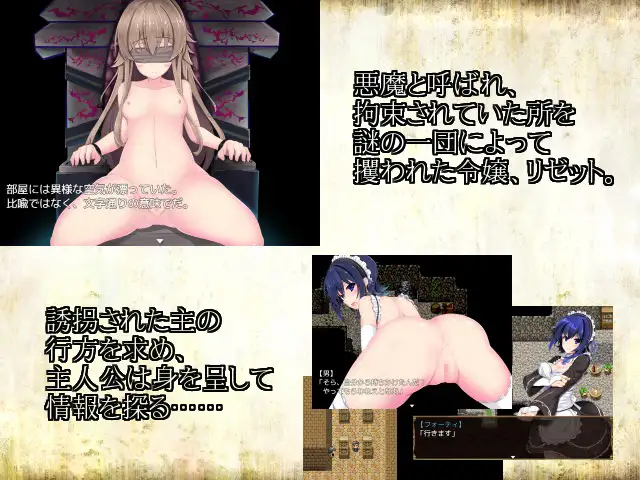 悪魔と呼ばれ、
拘束されていた所を
謎の一団によって
攫われた令嬢、リゼット。
部屋には異様な空気が漂っていた。
比喩ではなく、文字通りの意味でだ。
誘拐された主の
行方を求め、
主人公は身を呈して
情報を探る……
【男】
【フォーティ】
「行きます」